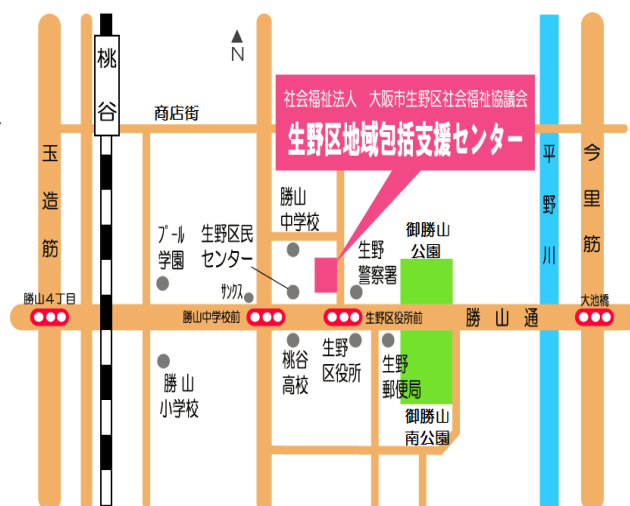 桃谷
N
社会福祉法人　大阪市生野区社会福祉協議会
生野区地域包括支援センター
商店街
玉造筋
平野川
今里筋
勝山
中学校
プール
学園
生野区民
センター
生野
警察署
御勝山
公園
サンクス
勝山4丁目
勝山中学校前
生野区役所前
勝山通
大池橋
勝山
小学校
桃谷
高校
生野
区役所
生野
郵便局
御勝山
南公園